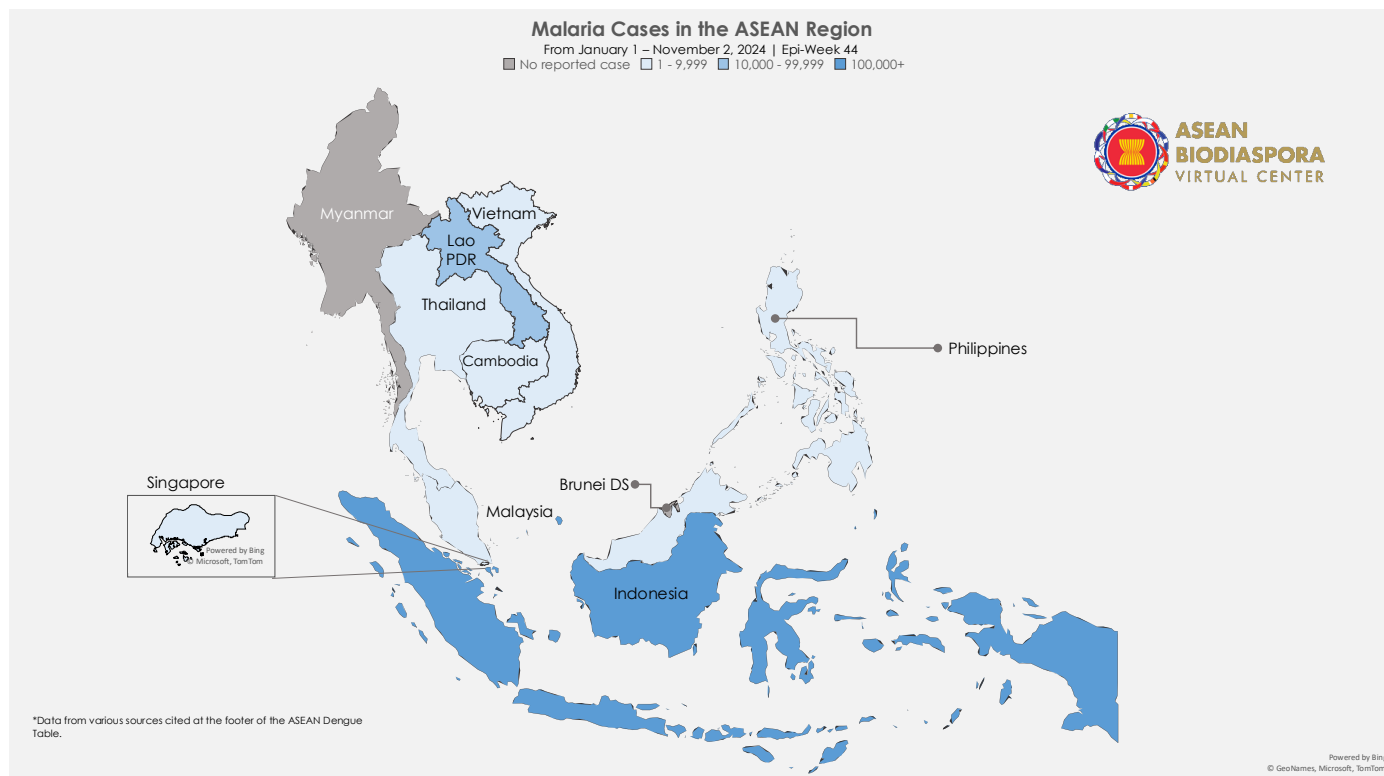 Malaria Cases in the ASEAN Region
From January 1 – November 2, 2024 | Epi-Week 44
No reported case 1 - 9,999 10,000 - 99,999 100,000+
ASEAN
BIODIASPORA
VIRTUAL CENTER
Myanmar
Vietnam
Lao
PDR
Thailand
Cambodia
Philippines
Singapore
Brunei DS
Malaysia
Powered by Bing
© Microsoft, TomTom
Indonesia
*Data from various sources cited at the footer of the ASEAN Dengue
Table.
Powered by Bing
© GeoNames, Microsoft, TomTom